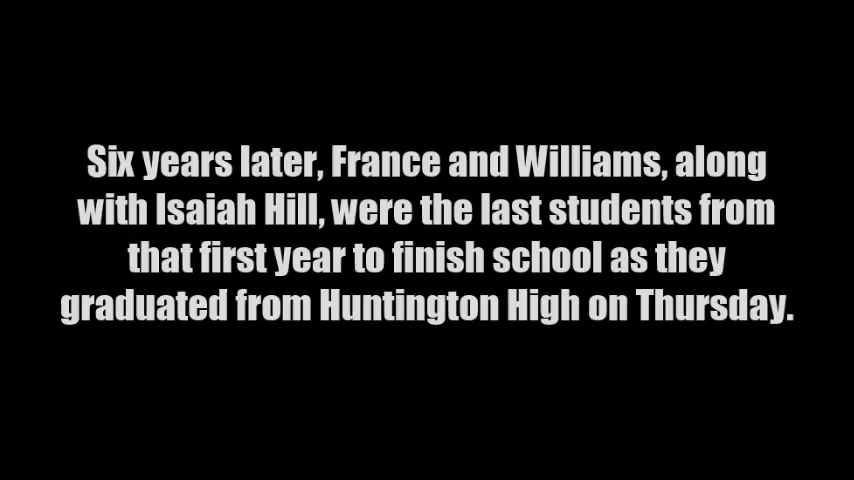 Six years later, France and Williams, along
with Isaiah Hill, were the last students from
that first year to finish school as they
graduated from Huntington High on Thursday.